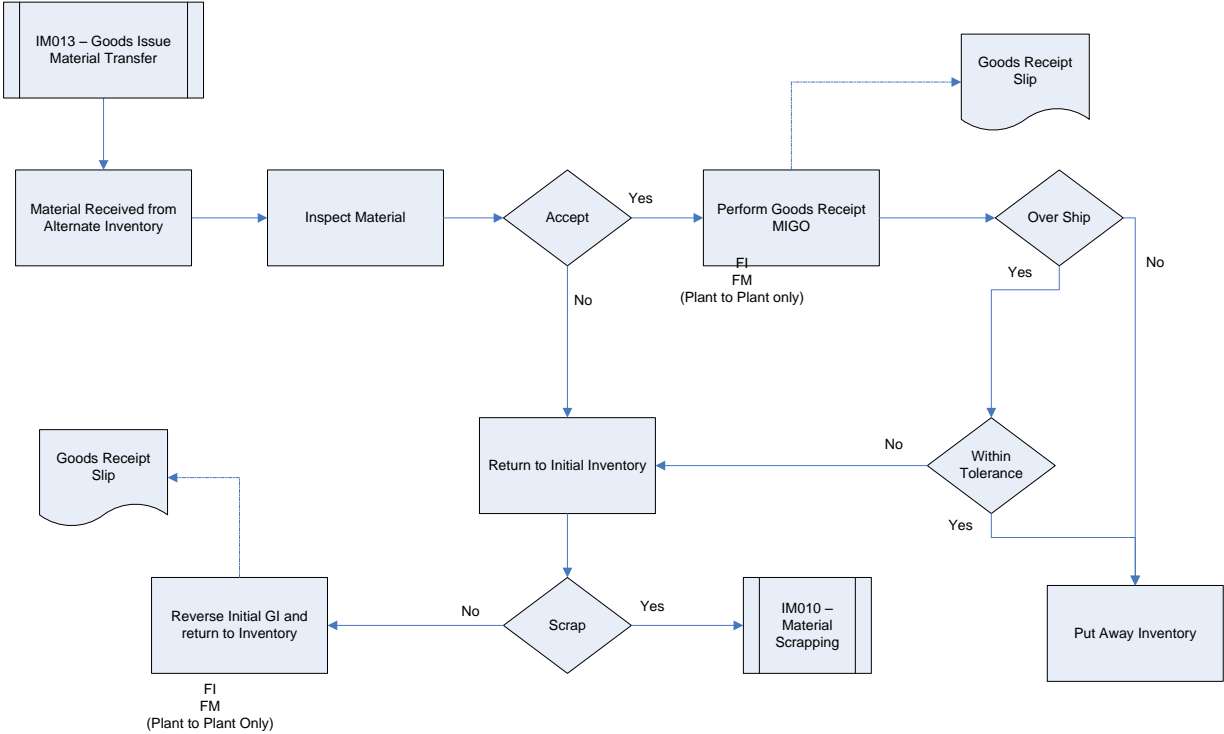 IM013 – Goods Issue
Material Transfer
Goods Receipt
Slip
Material Received from
Alternate Inventory
Inspect Material
Accept
Yes
Perform Goods Receipt
MIGO
FI
FM
(Plant to Plant only)
Over Ship
Yes
No
No
Goods Receipt
Slip
Return to Initial Inventory
No
Within
Tolerance
Yes
Reverse Initial GI and
return to Inventory
No
Scrap
Yes
IM010 –
Material
Scrapping
Put Away Inventory
FI
FM
(Plant to Plant Only)